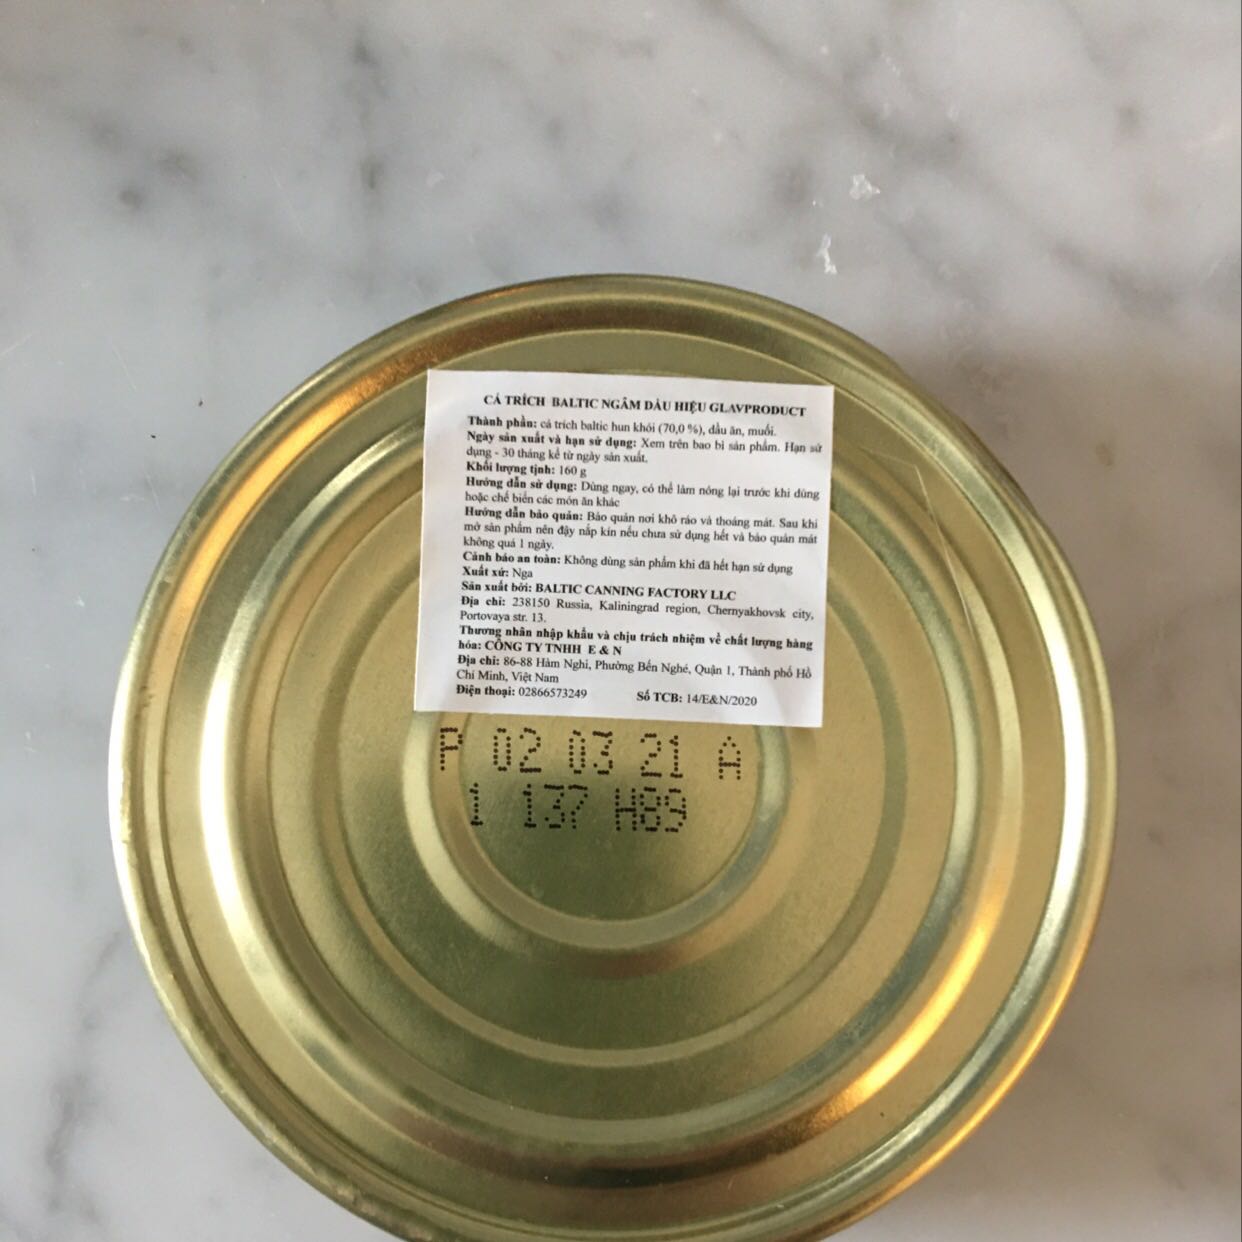 CÁ TRÍCH BALTIC NGÂM DẦU HIỆU GLAVPRODUCT
Thành phần: cá trích baltic hun khói (70,0 %), dầu ăn, muối.
Ngày sản xuất và hạn sử dụng: Xem trên bao bì sản phẩm. Hạn sử
dụng - 30 tháng kể từ ngày sản xuất.
Khối lượng tịnh: 160 g
Hướng dẫn sử dụng: Dùng ngay, có thể làm nóng lại trước khi dùng
hoặc chế biến các món ăn khác
Hướng dẫn bảo quản: Bảo quản nơi khô ráo và thoáng mát. Sau khi
mở sản phẩm nên đậy nắp kín nếu chưa sử dụng hết và bảo quản mát
không quá 1 ngày.
Cảnh báo an toàn: Không dùng sản phẩm khi đã hết hạn sử dụng
Xuất xứ: Nga
Sản xuất bởi: BALTIC CANNING FACTORY LLC
Địa chỉ: 238150 Russia, Kaliningrad region, Chernyakhovsk city,
Portovaya str. 13.
Thương nhân nhập khẩu và chịu trách nhiệm về chất lượng hàng
hóa: CÔNG TY TNHH E & N
Địa chỉ: 86-88 Hàm Nghi, Phường Bến Nghé, Quận 1, Thành phố Hồ
Chí Minh, Việt Nam
Điện thoại: 02866573249 Số TCB: 14/E&N/2020
P 02 03 21 A
1 137 H89